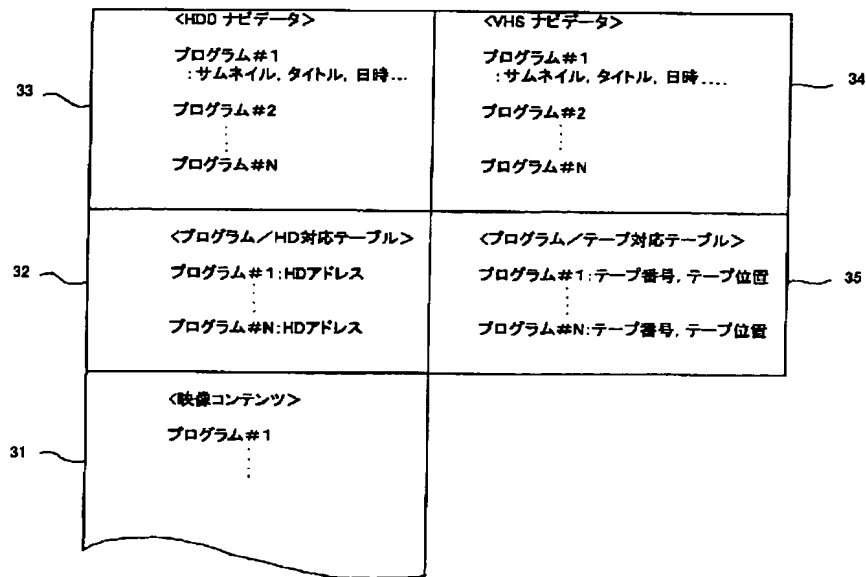 <HDD ナビデータ>
プログラム#1
:サムネイル, タイトル, 日時...
プログラム#2
プログラム#N
33
<VHS ナビデータ>
プログラム#1
:サムネイル, タイトル, 日時....
プログラム#2
プログラム#N
34
<プログラム/HD対応テーブル>
プログラム#1:HDアドレス
プログラム#N:HDアドレス
32
<プログラム/テープ対応テーブル>
プログラム#1:テープ番号, テープ位置
プログラム#N:テープ番号, テープ位置
35
<映像コンテンツ>
プログラム#1
31